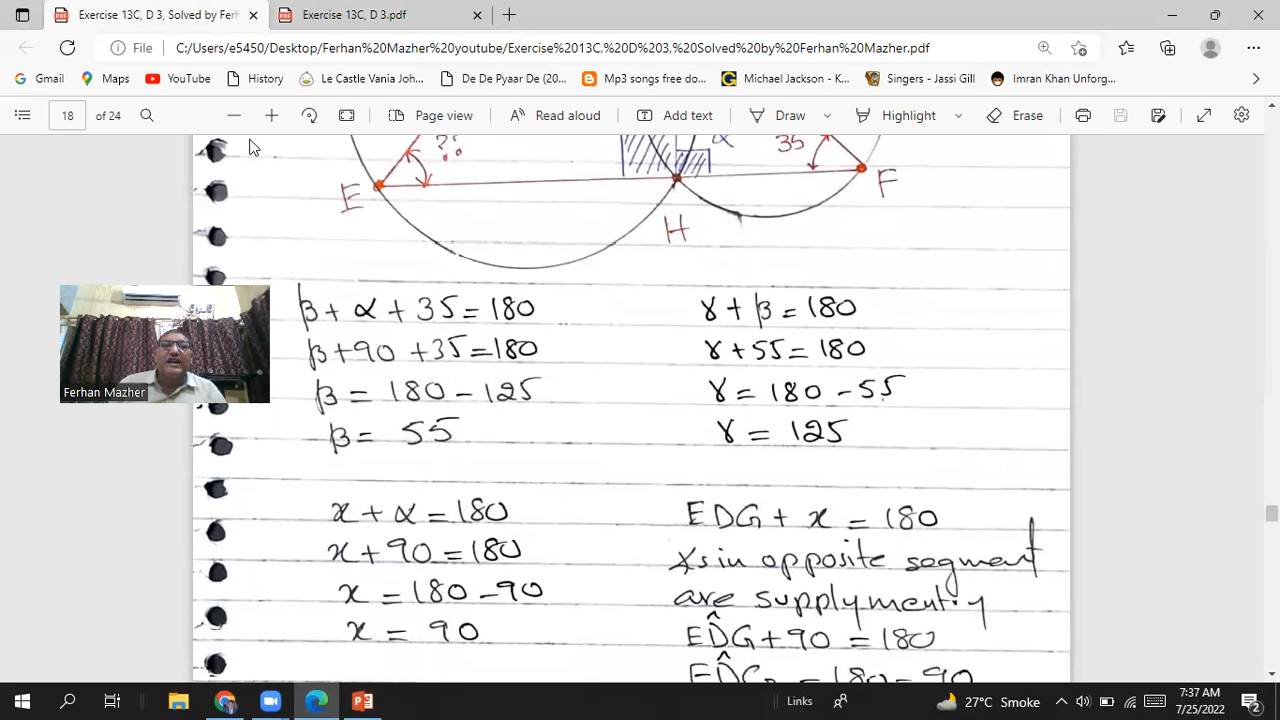 Exercise 13C, D 3, Solved by Ferh
Exercise 13C, D 3.pdf
File
C:/Users/e5450/Desktop/Ferhan%20Mazher%20youtube/Exercise%2013C,%20D%203,%20Solved%20by%20Ferhan%20Mazher.pdf
Gmail Maps YouTube History Le Castle Vania Joh... De De Pyaar De (20... Mp3 songs free do... Michael Jackson - K... Singers - Jassi Gill Imran Khan Unforg...
18 of 24 Page view Read aloud Add text Draw Highlight Erase
?? α 35
E H F
β + α + 35 = 180
β + 90 + 35 = 180
β = 180 - 125
β = 55
γ + β = 180
γ + 55 = 180
γ = 180 - 55
γ = 125
Ferhan Mazher
x + α = 180
x + 90 = 180
x = 180 - 90
x = 90
EDG + x = 180
∡s in opposite segment
are supplymentry
ED̂G + 90 = 180
ED̂G = 180 - 90
Links
27°C Smoke
7:37 AM
7/25/2022
2